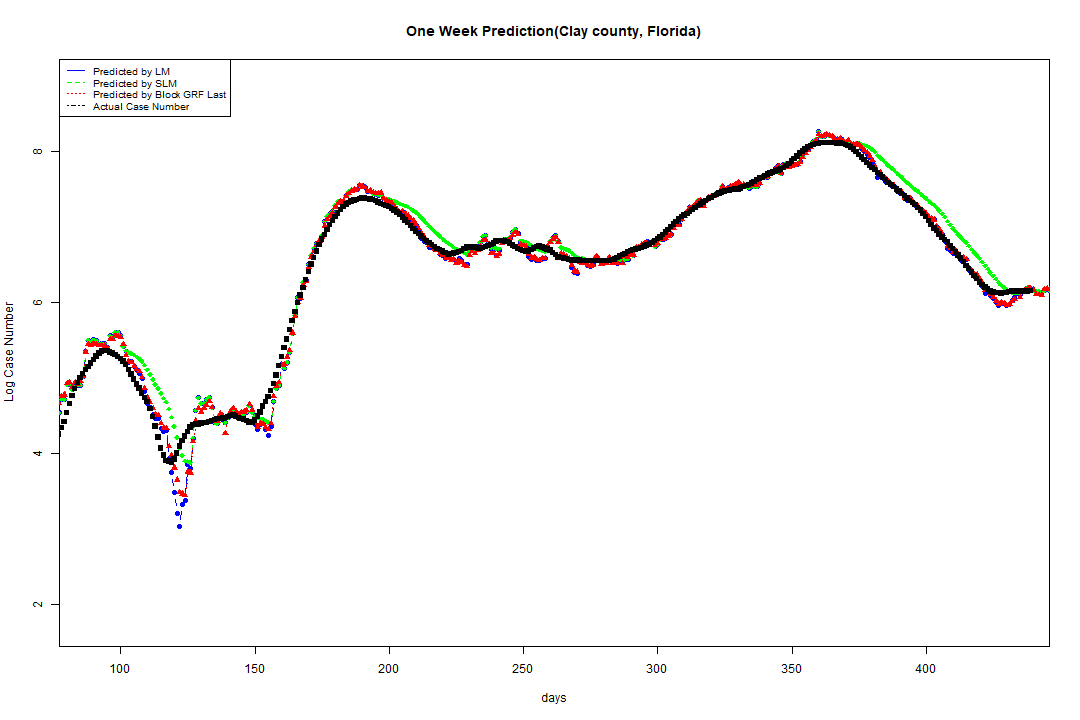 One Week Prediction(Clay county, Florida)
Predicted by LM
Predicted by SLM
Predicted by Block GRF Last
Actual Case Number
Log Case Number
8
6
4
2
100 150 200 250 300 350 400
days